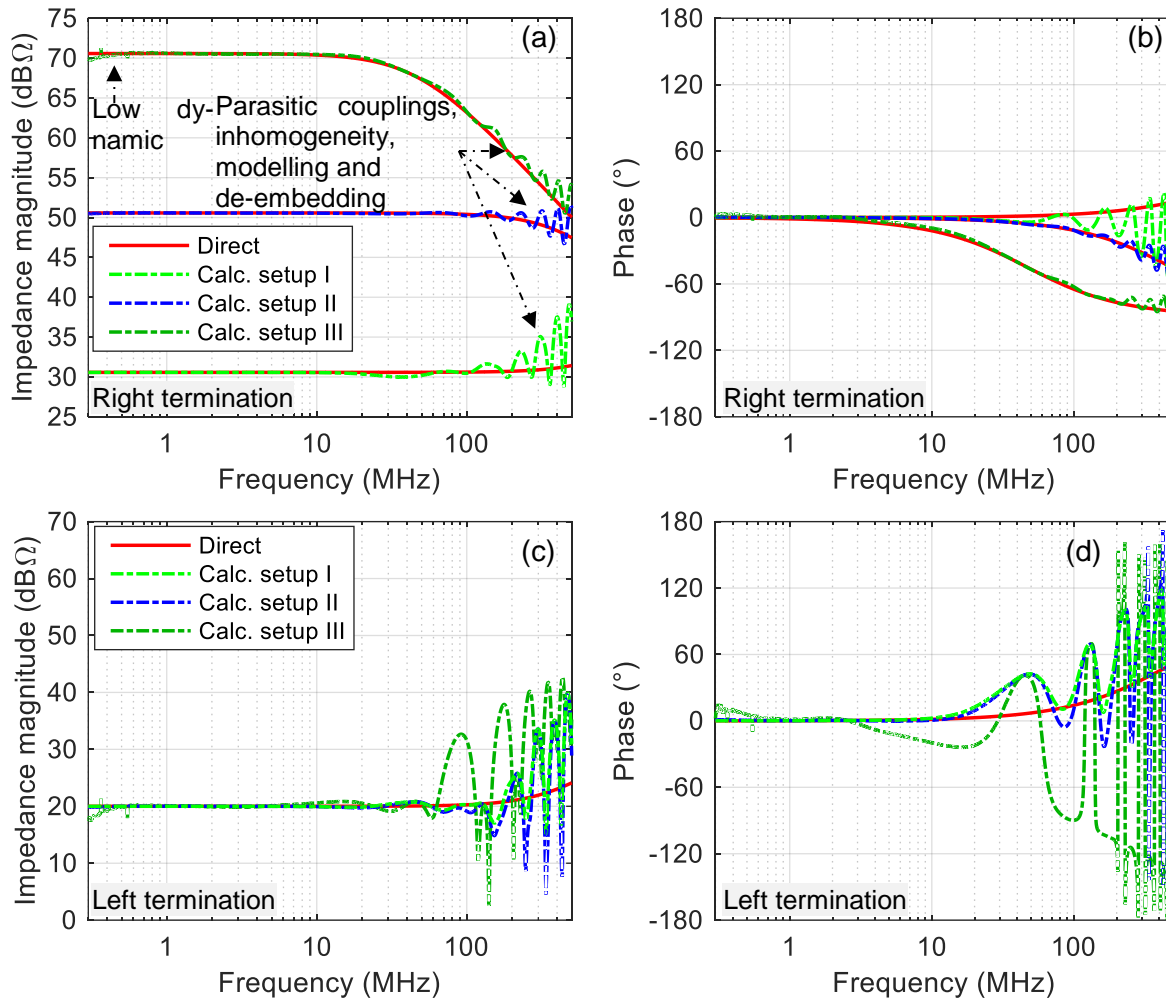 (a)
Impedance magnitude (dBΩ)
75
70
65
60
55
50
45
40
35
30
25
Low dy-
namic
Parasitic couplings,
inhomogeneity,
modelling and
de-embedding
Direct
Calc. setup I
Calc. setup II
Calc. setup III
Right termination
1 10 100
Frequency (MHz)
(b)
Phase (°)
180
120
60
0
-60
-120
-180
Right termination
1 10 100
Frequency (MHz)
(c)
Impedance magnitude (dBΩ)
70
60
50
40
30
20
10
0
Direct
Calc. setup I
Calc. setup II
Calc. setup III
Left termination
1 10 100
Frequency (MHz)
(d)
Phase (°)
180
120
60
0
-60
-120
-180
Left termination
1 10 100
Frequency (MHz)